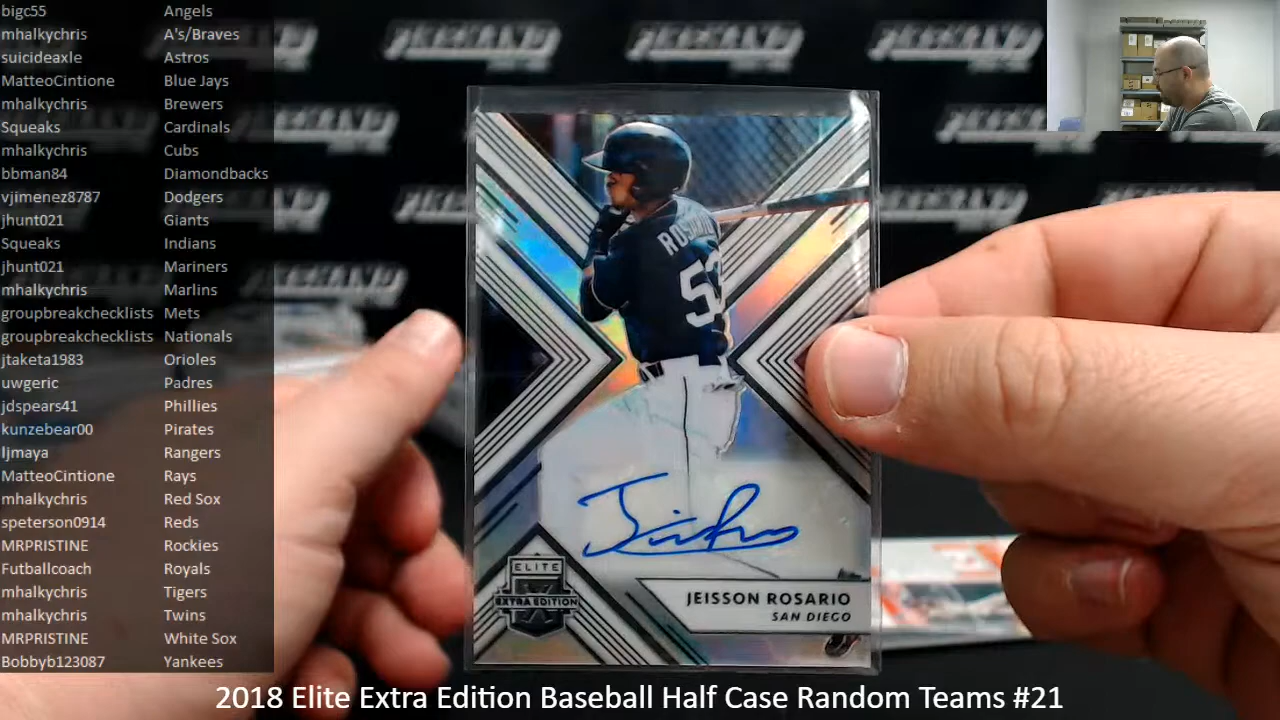 bigc55 Angels
mhalkychris A's/Braves
suicideaxle Astros
MatteoCintione Blue Jays
mhalkychris Brewers
Squeaks Cardinals
mhalkychris Cubs
bbman84 Diamondbacks
vjimenez8787 Dodgers
jhunt021 Giants
Squeaks Indians
jhunt021 Mariners
mhalkychris Marlins
groupbreakchecklists Mets
groupbreakchecklists Nationals
jtaketa1983 Orioles
uwgeric Padres
jdspears41 Phillies
kunzebear00 Pirates
ljmaya Rangers
MatteoCintione Rays
mhalkychris Red Sox
speterson0914 Reds
MRPRISTINE Rockies
Futballcoach Royals
mhalkychris Tigers
mhalkychris Twins
MRPRISTINE White Sox
Bobbyb123087 Yankees
ELITE
EXTRA EDITION
JEISSON ROSARIO
SAN DIEGO
2018 Elite Extra Edition Baseball Half Case Random Teams #21